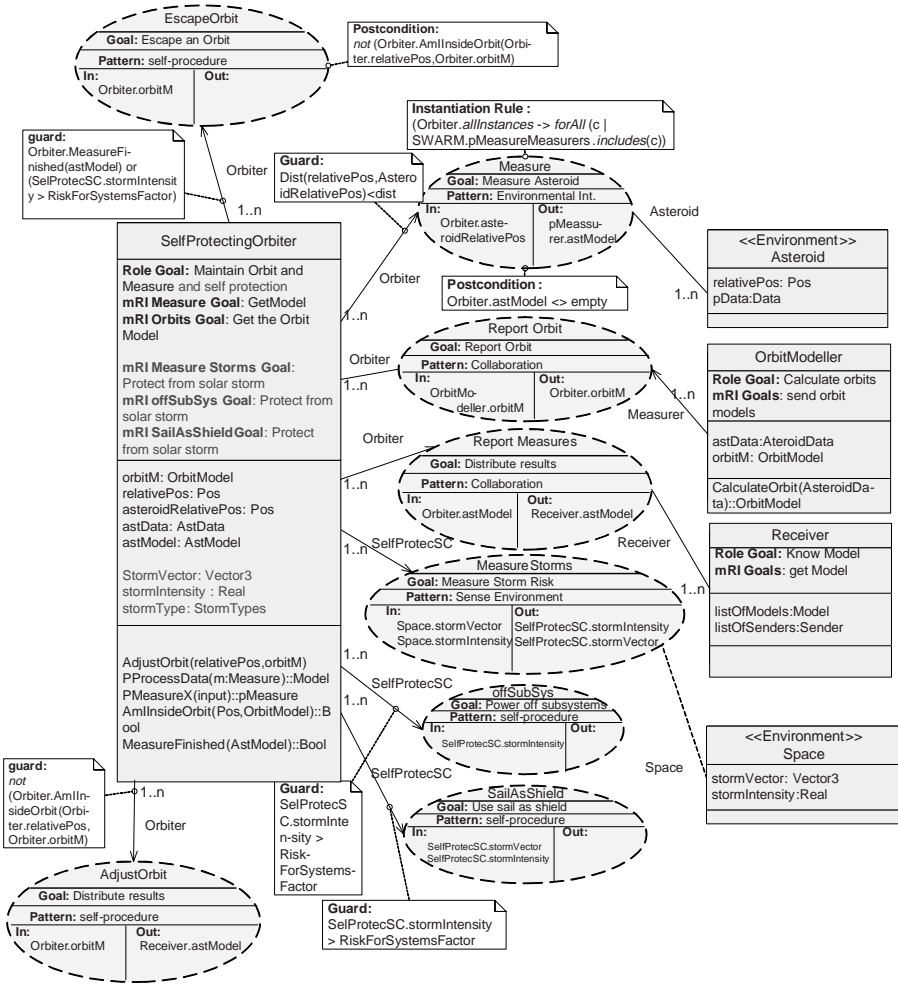 EscapeOrbit
Goal: Escape an Orbit
Pattern: self-procedure
In:
Orbiter.orbitM
Out:
Postcondition:
not (Orbiter.AmIInsideOrbit(Orbi-
ter.relativePos,Orbiter.orbitM)
guard:
Orbiter.MeasureFi-
nished(astModel) or
(SelfProtecSC.stormIntensit
y > RiskForSystemsFactor)
Orbiter
1..n
Instantiation Rule :
(Orbiter.allInstances -> forAll (c |
SWARM.pMeasureMeasurers .includes(c))
Guard:
Dist(relativePos,Astero
idRelativePos)<dist
Measure
Goal: Measure Asteroid
Pattern: Environmental Int.
In:
Orbiter.aste-
roidRelativePos
Out:
pMeassu-
rer.astModel
Postcondition :
Orbiter.astModel <> empty
Orbiter
1..n
Asteroid
1..n
<<Environment>>
Asteroid
relativePos: Pos
pData:Data
SelfProtectingOrbiter
Role Goal: Maintain Orbit and
Measure and self protection
mRI Measure Goal: GetModel
mRI Orbits Goal: Get the Orbit
Model
mRI Measure Storms Goal:
Protect from solar storm
mRI offSubSys Goal: Protect from
solar storm
mRI SailAsShieldGoal: Protect
from solar storm
orbitM: OrbitModel
relativePos: Pos
asteroidRelativePos: Pos
astData: AstData
astModel: AstModel
StormVector: Vector3
stormIntensity : Real
stormType: StormTypes
AdjustOrbit(relativePos,orbitM)
PProcessData(m:Measure)::Model
PMeasureX(input)::pMeasure
AmIInsideOrbit(Pos,OrbitModel)::B
ool
MeasureFinished(AstModel)::Bool
Report Orbit
Goal: Report Orbit
Pattern: Collaboration
In:
OrbitMo-
deller.orbitM
Out:
Orbiter.orbitM
Orbiter
1..n
1..n
Measurer
OrbitModeller
Role Goal: Calculate orbits
mRI Goals: send orbit
models
astData:AteroidData
orbitM: OrbitModel
CalculateOrbit(AsteroidDa-
ta)::OrbitModel
Orbiter
1..n
Report Measures
Goal: Distribute results
Pattern: Collaboration
In:
Orbiter.astModel
Out:
Receiver.astModel
Receiver
1..n
Receiver
Role Goal: Know Model
mRI Goals: get Model
listOfModels:Model
listOfSenders:Sender
SelfProtecSC
1..n
MeasureStorms
Goal: Measure Storm Risk
Pattern: Sense Environment
In:
Space.stormVector
Space.stormIntensity
Out:
SelfProtecSC.stormIntensity
SelfProtecSC.stormVector
Space
<<Environment>>
Space
stormVector: Vector3
stormIntensity:Real
1..n
SelfProtecSC
offSubSys
Goal: Power off subsystems
Pattern: self-procedure
In:
SelfProtecSC.stormIntensity
Out:
1..n
SelfProtecSC
SailAsShield
Goal: Use sail as shield
Pattern: self-procedure
In:
SelfProtecSC.stormVector
SelfProtecSC.stormIntensity
Out:
Guard:
SelProtecS
C.stormInte
n-sity >
Risk-
ForSystems-
Factor
Guard:
SelProtecSC.stormIntensity
> RiskForSystemsFactor
guard:
not
(Orbiter.AmIIn-
sideOrbit(Orbi-
ter.relativePos,
Orbiter.orbitM)
1..n
Orbiter
AdjustOrbit
Goal: Distribute results
Pattern: self-procedure
In:
Orbiter.orbitM
Out:
Receiver.astModel